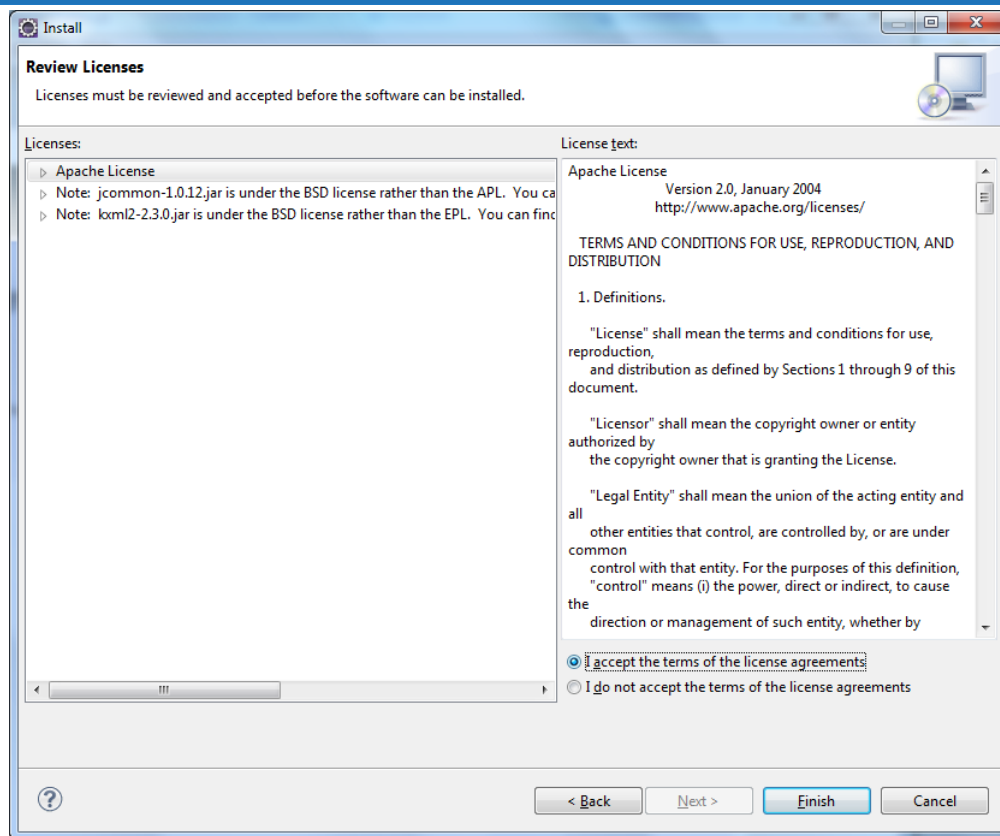 Install
Review Licenses
Licenses must be reviewed and accepted before the software can be installed.
Licenses:
Apache License
Note:  jcommon-1.0.12.jar is under the BSD license rather than the APL.  You ca
Note:  kxml2-2.3.0.jar is under the BSD license rather than the EPL.  You can find
License text:
Apache License
Version 2.0, January 2004
http://www.apache.org/licenses/
TERMS AND CONDITIONS FOR USE, REPRODUCTION, AND
DISTRIBUTION
1. Definitions.
"License" shall mean the terms and conditions for use,
reproduction,
and distribution as defined by Sections 1 through 9 of this
document.
"Licensor" shall mean the copyright owner or entity
authorized by
the copyright owner that is granting the License.
"Legal Entity" shall mean the union of the acting entity and
all
other entities that control, are controlled by, or are under
common
control with that entity. For the purposes of this definition,
"control" means (i) the power, direct or indirect, to cause
the
direction or management of such entity, whether by
I accept the terms of the license agreements
I do not accept the terms of the license agreements
< Back
Next >
Finish
Cancel